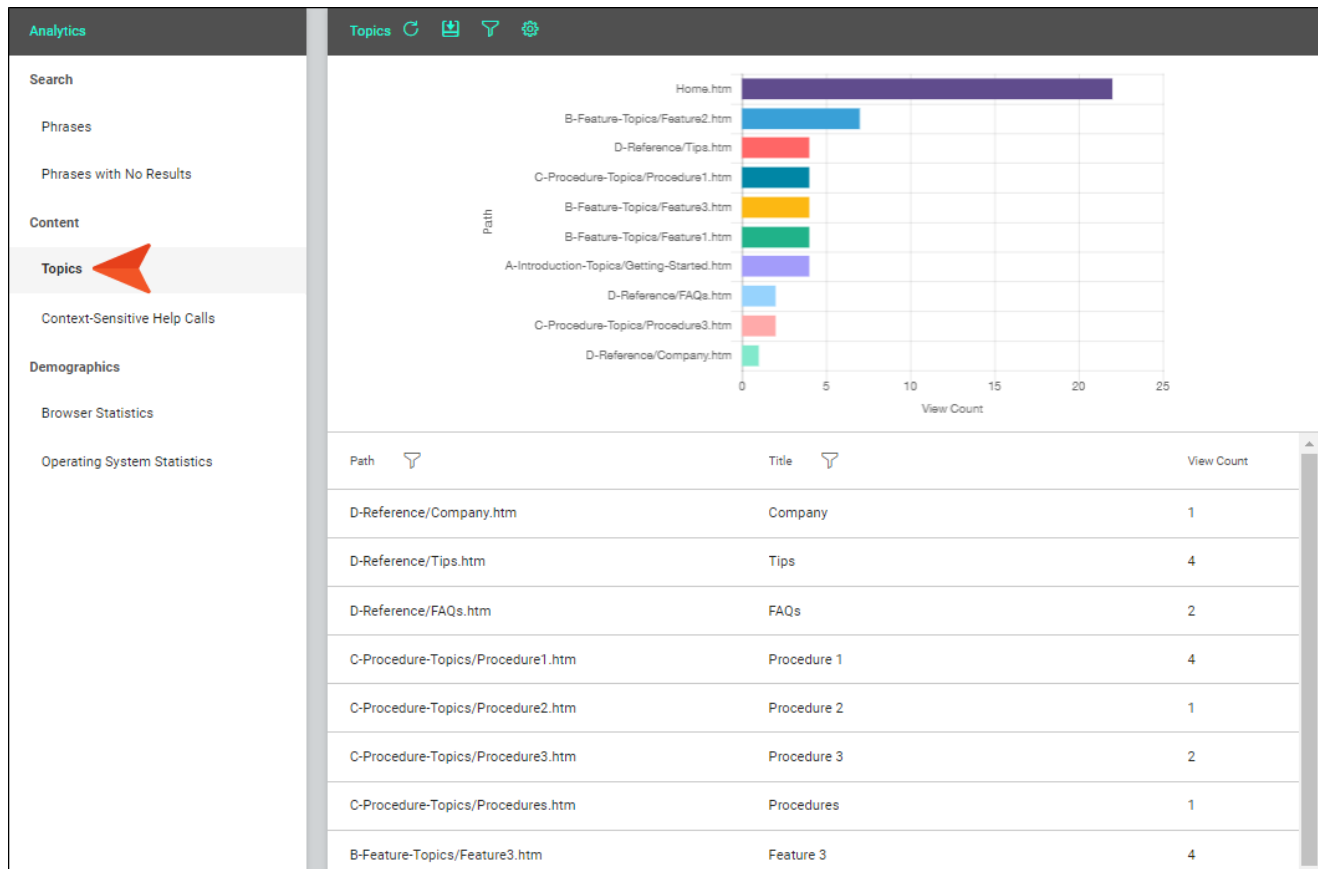 Analytics
Search
Phrases
Phrases with No Results
Content
Topics
Context-Sensitive Help Calls
Demographics
Browser Statistics
Operating System Statistics
Topics
Path
Home.htm
B-Feature-Topics/Feature2.htm
D-Reference/Tips.htm
C-Procedure-Topics/Procedure1.htm
B-Feature-Topics/Feature3.htm
B-Feature-Topics/Feature1.htm
A-Introduction-Topics/Getting-Started.htm
D-Reference/FAQs.htm
C-Procedure-Topics/Procedure3.htm
D-Reference/Company.htm
0 5 10 15 20 25
View Count
Path Title View Count
D-Reference/Company.htm Company 1
D-Reference/Tips.htm Tips 4
D-Reference/FAQs.htm FAQs 2
C-Procedure-Topics/Procedure1.htm Procedure 1 4
C-Procedure-Topics/Procedure2.htm Procedure 2 1
C-Procedure-Topics/Procedure3.htm Procedure 3 2
C-Procedure-Topics/Procedures.htm Procedures 1
B-Feature-Topics/Feature3.htm Feature 3 4